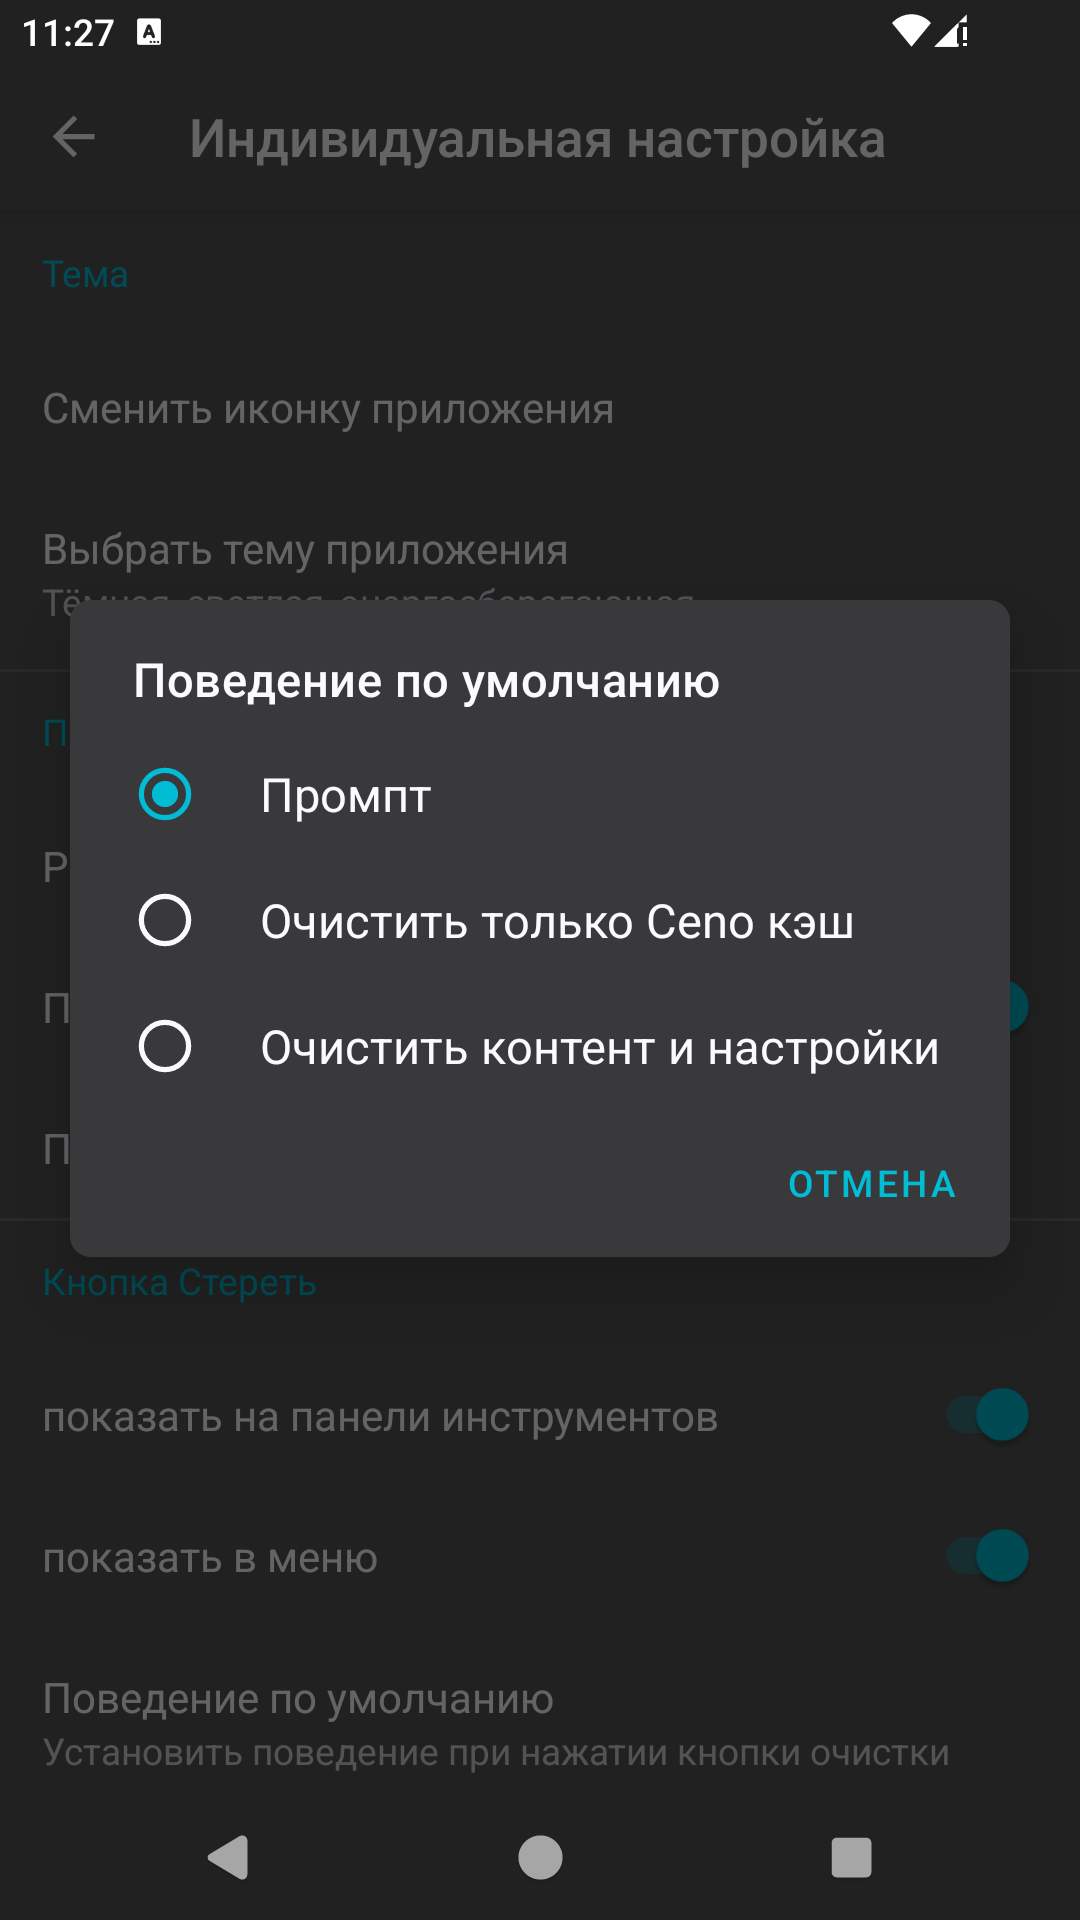 11:27
Индивидуальная настройка
Тема
Сменить иконку приложения
Выбрать тему приложения
Поведение по умолчанию
Промпт
Очистить только Ceno кэш
Очистить контент и настройки
ОТМЕНА
Кнопка Стереть
показать на панели инструментов
показать в меню
Поведение по умолчанию
Установить поведение при нажатии кнопки очистки